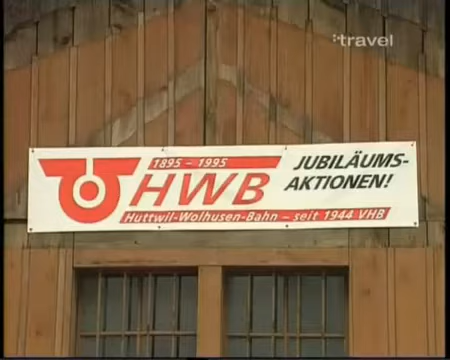 travel
1895 – 1995
HWB
JUBILÄUMS-
AKTIONEN!
Huttwil-Wolhusen-Bahn – seit 1944 VHB